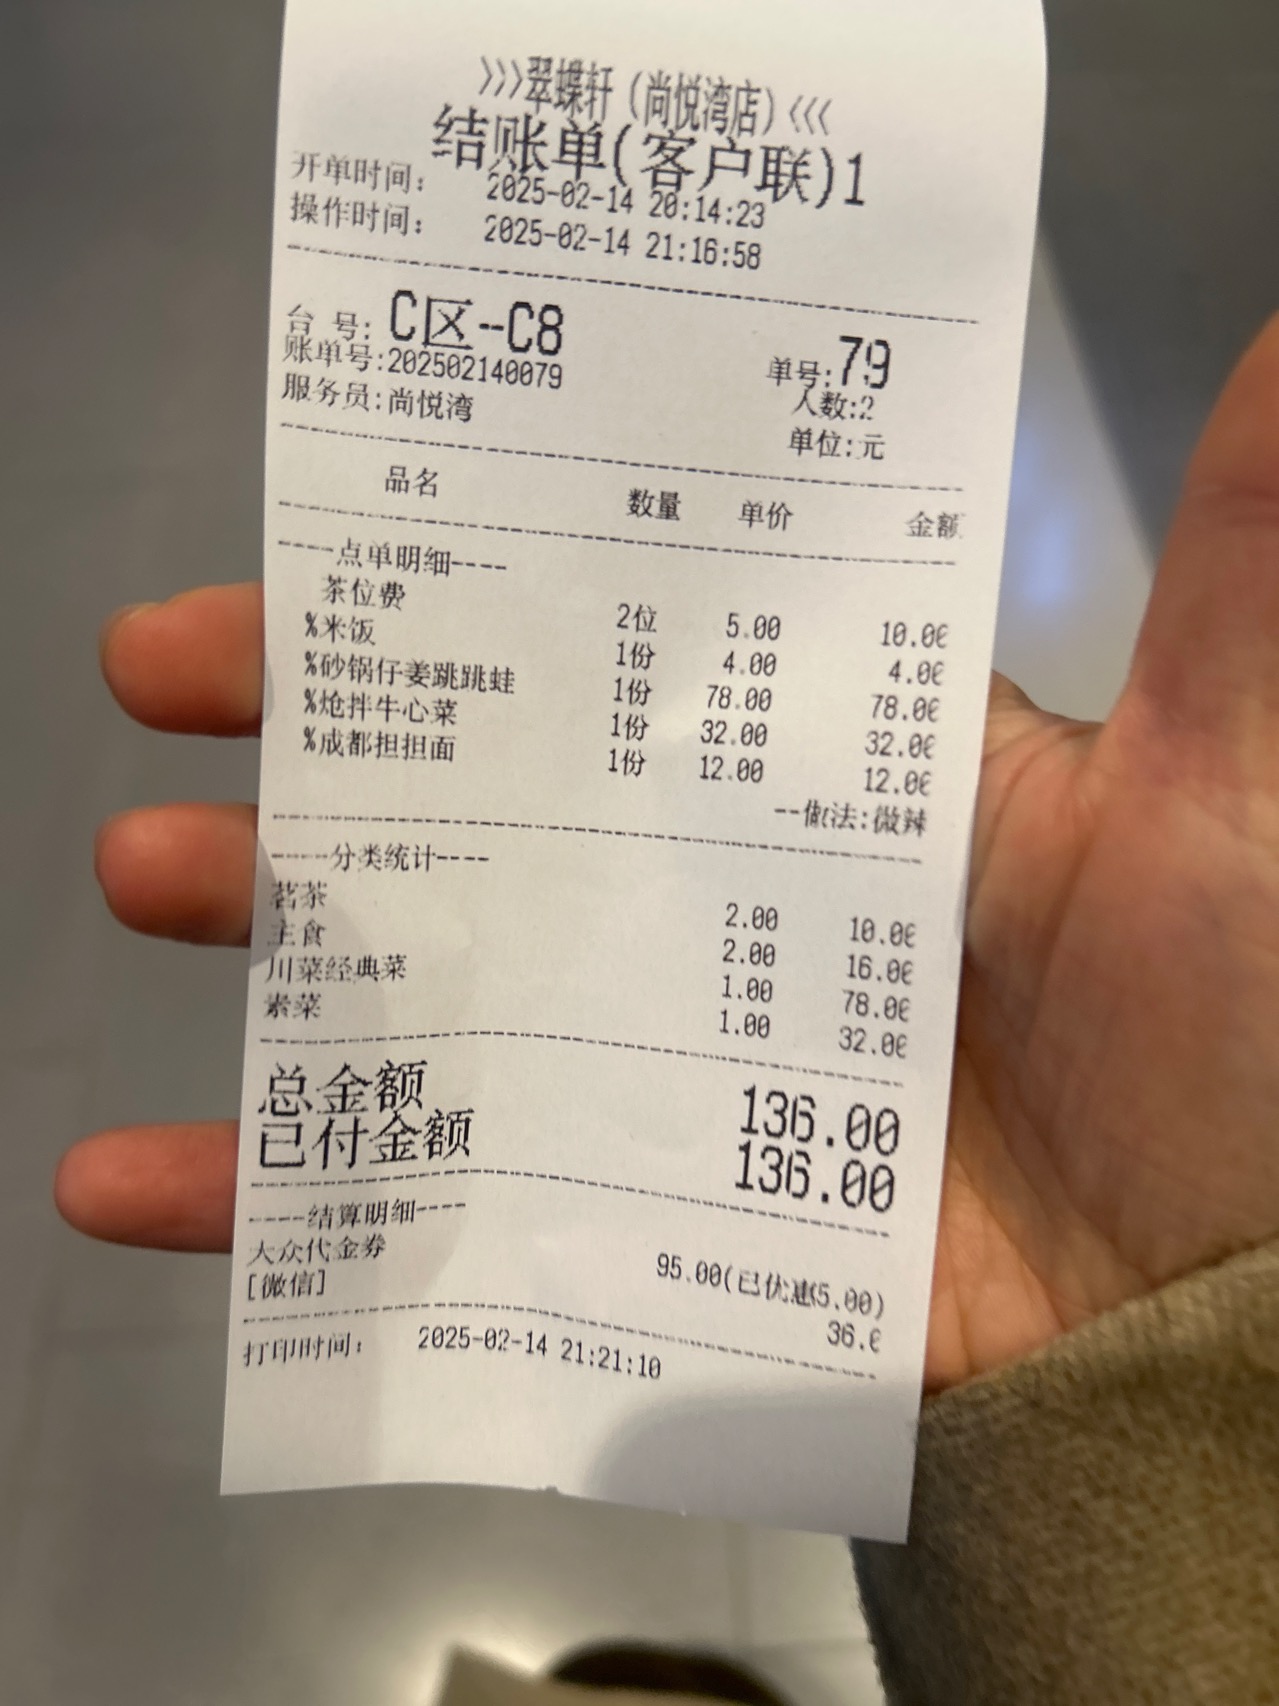 >>>翠蝶轩（尚悦湾店）<<<
结账单(客户联)1
开单时间： 2025-02-14 20:14:23
操作时间： 2025-02-14 21:16:58
台 号: C区--C8 单号:79
账单号:202502140079 人数:2
服务员:尚悦湾 单位:元
品名 数量 单价 金额
----点单明细----
茶位费 2位 5.00 10.00
%米饭 1份 4.00 4.00
%砂锅仔姜跳跳蛙 1份 78.00 78.00
%炝拌牛心菜 1份 32.00 32.00
%成都担担面 1份 12.00 12.00
--做法:微辣
----分类统计----
茗茶 2.00 10.00
主食 2.00 16.00
川菜经典菜 1.00 78.00
素菜 1.00 32.00
总金额 136.00
已付金额 136.00
----结算明细----
大众代金券 95.00(已优惠5.00)
[微信] 36.0
打印时间： 2025-02-14 21:21:10